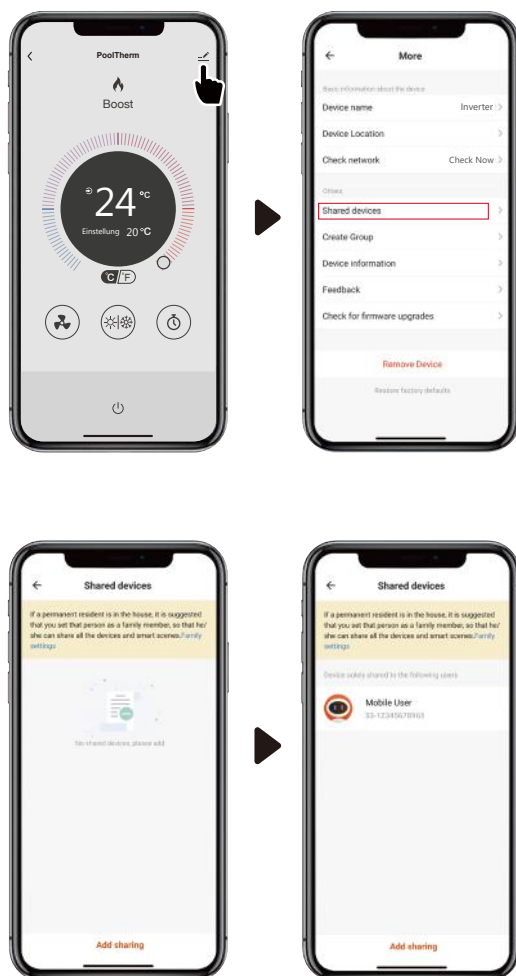 PoolTherm
Boost
24 °C
Einstellung 20 °C
°C/°F
More
Basic information about the device
Device name Inverter
Device Location
Check network Check Now
Others
Shared devices
Create Group
Device information
Feedback
Check for firmware upgrades
Remove Device
Restore factory defaults
Shared devices
If a permanent resident is in the house, it is suggested
that you set that person as a family member, so that he/
she can share all the devices and smart scenes.Family
settings
No shared devices, please add
Add sharing
Shared devices
If a permanent resident is in the house, it is suggested
that you set that person as a family member, so that he/
she can share all the devices and smart scenes.Family
settings
Device solely shared to the following users
Mobile User
33-12345678963
Add sharing